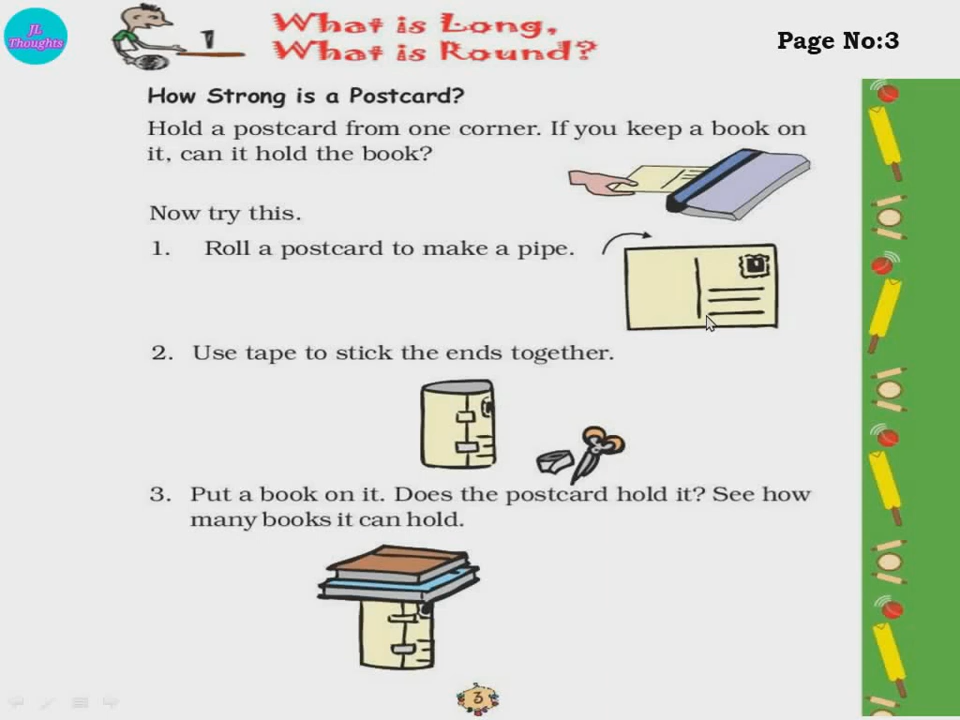 JL
Thoughts
1
What is Long,
What is Round?
Page No:3
How Strong is a Postcard?
Hold a postcard from one corner. If you keep a book on
it, can it hold the book?
Now try this.
1. Roll a postcard to make a pipe.
2. Use tape to stick the ends together.
3. Put a book on it. Does the postcard hold it? See how
many books it can hold.
3